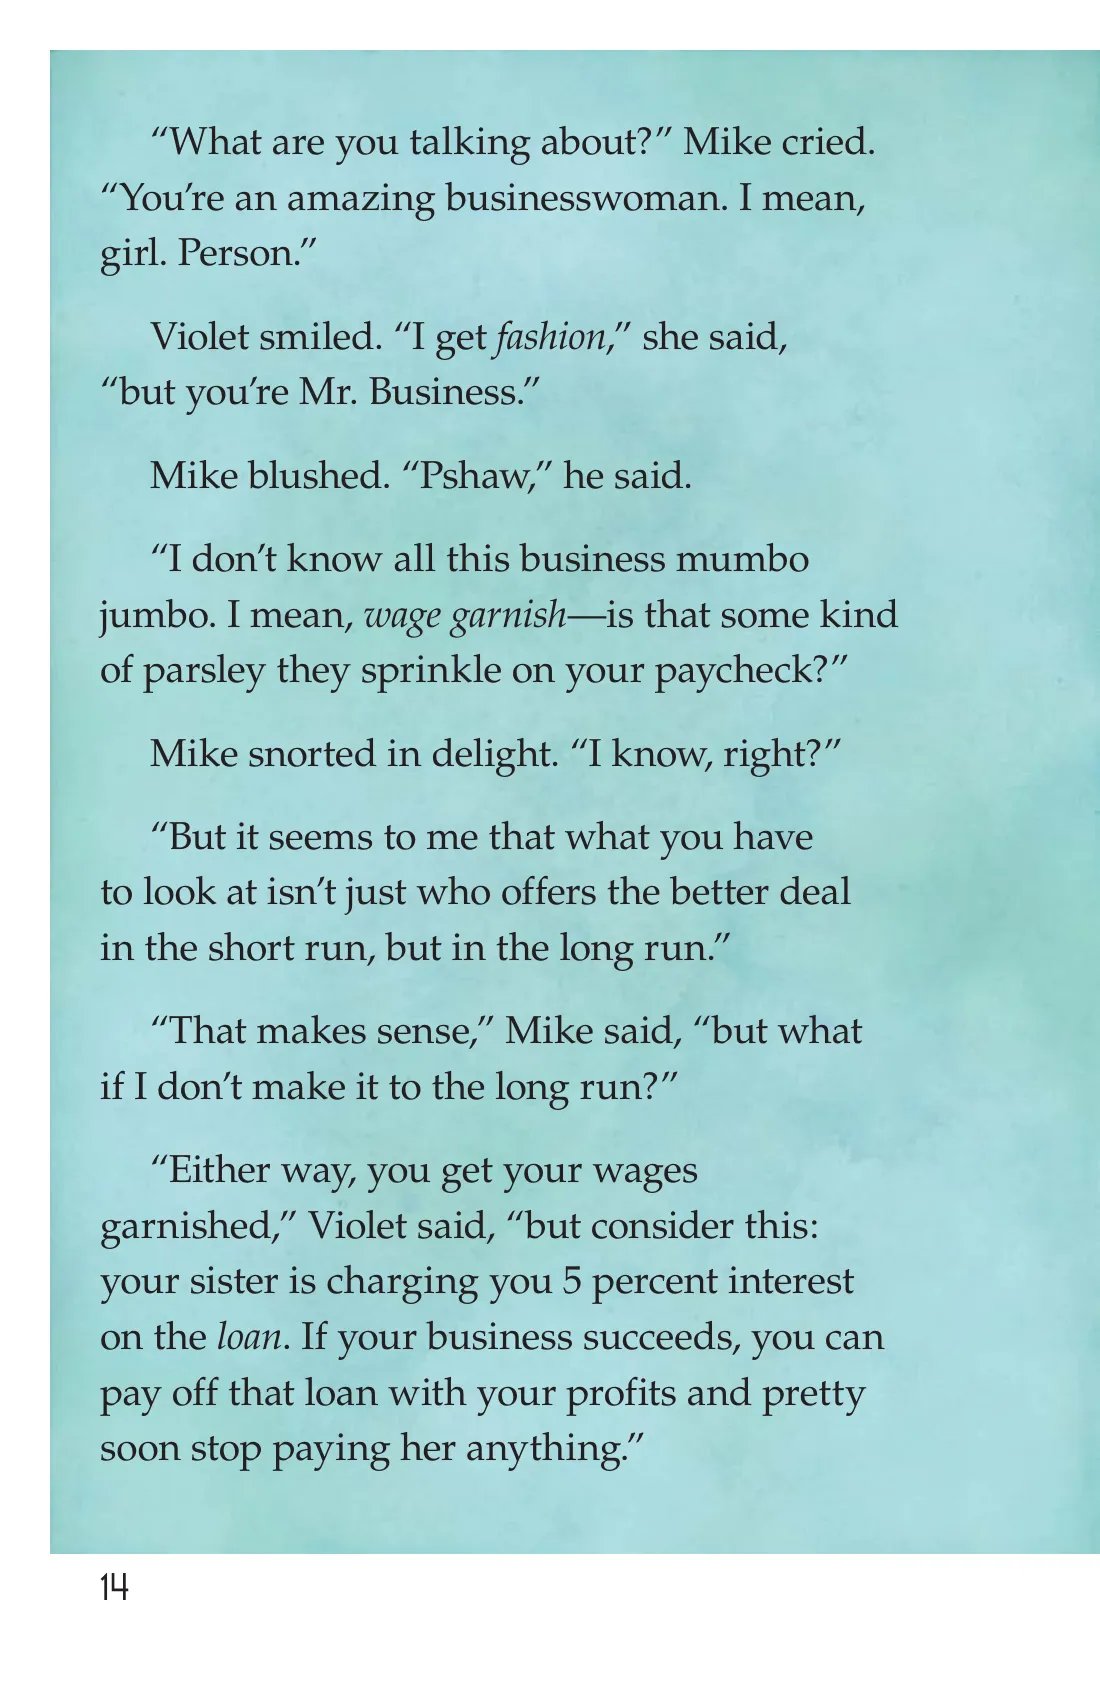 “What are you talking about?” Mike cried.
“You’re an amazing businesswoman. I mean,
girl. Person.”
Violet smiled. “I get fashion,” she said,
“but you’re Mr. Business.”
Mike blushed. “Pshaw,” he said.
“I don’t know all this business mumbo
jumbo. I mean, wage garnish—is that some kind
of parsley they sprinkle on your paycheck?”
Mike snorted in delight. “I know, right?”
“But it seems to me that what you have
to look at isn’t just who offers the better deal
in the short run, but in the long run.”
“That makes sense,” Mike said, “but what
if I don’t make it to the long run?”
“Either way, you get your wages
garnished,” Violet said, “but consider this:
your sister is charging you 5 percent interest
on the loan. If your business succeeds, you can
pay off that loan with your profits and pretty
soon stop paying her anything.”
14